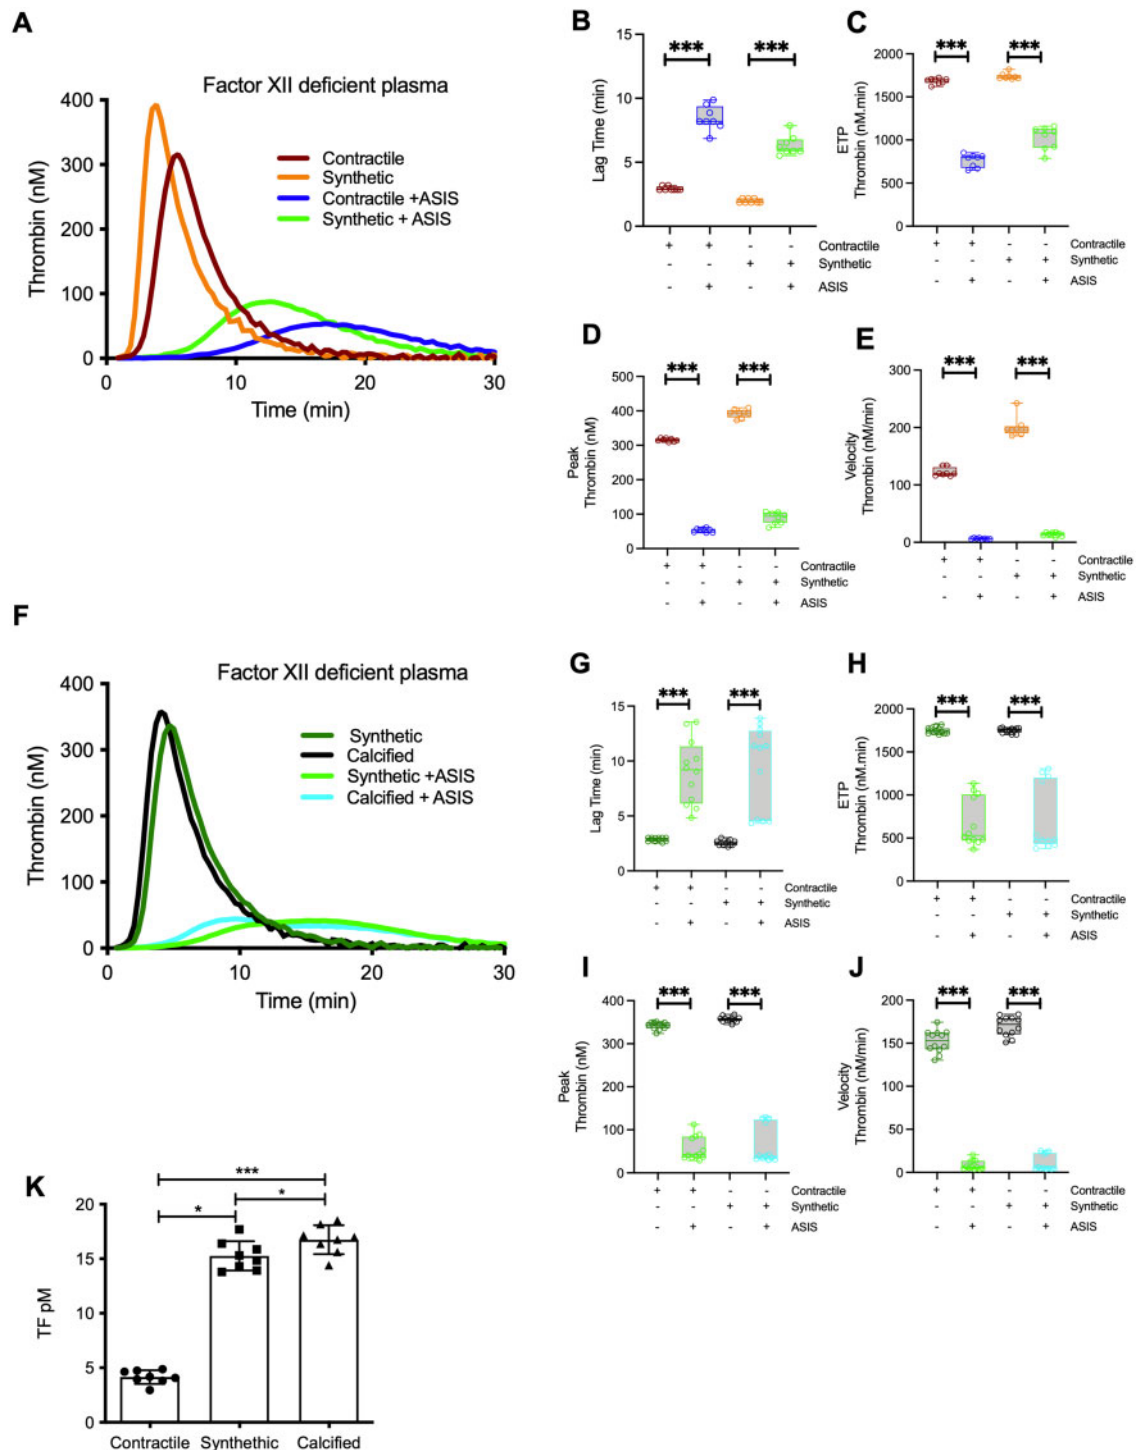 A
Factor XII deficient plasma
400
300
200
100
0
Thrombin (nM)
0 10 20 30
Time (min)
Contractile
Synthetic
Contractile +ASIS
Synthetic + ASIS
B
15
10
5
0
Lag Time (min)
*** ***
+ + - - Contractile
- - + + Synthetic
- + - + ASIS
C
2000
1500
1000
500
0
ETP
Thrombin (nM.min)
*** ***
+ + - - Contractile
- - + + Synthetic
- + - + ASIS
D
500
400
300
200
100
0
Peak
Thrombin (nM)
*** ***
+ + - - Contractile
- - + + Synthetic
- + - + ASIS
E
300
200
100
0
Velocity
Thrombin (nM/min)
*** ***
+ + - - Contractile
- - + + Synthetic
- + - + ASIS
F
Factor XII deficient plasma
400
300
200
100
0
Thrombin (nM)
0 10 20 30
Time (min)
Synthetic
Calcified
Synthetic +ASIS
Calcified + ASIS
G
15
10
5
0
Lag Time (min)
*** ***
+ + - - Contractile
- - + + Synthetic
- + - + ASIS
H
2000
1500
1000
500
0
ETP
Thrombin (nM.min)
*** ***
+ + - - Contractile
- - + + Synthetic
- + - + ASIS
I
400
300
200
100
0
Peak
Thrombin (nM)
*** ***
+ + - - Contractile
- - + + Synthetic
- + - + ASIS
J
200
150
100
50
0
Velocity
Thrombin (nM/min)
*** ***
+ + - - Contractile
- - + + Synthetic
- + - + ASIS
K
***
*
*
20
15
10
5
0
TF pM
Contractile Synthethic Calcified